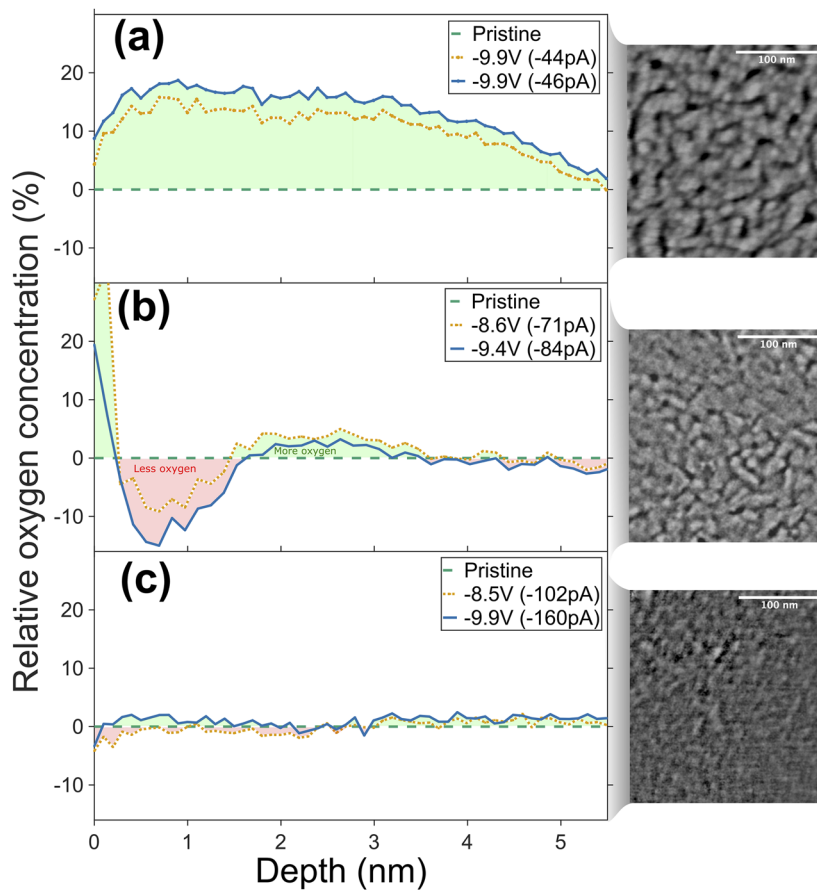 (a)
Pristine
-9.9V (-44pA)
-9.9V (-46pA)
20
10
0
-10
100 nm
(b)
Pristine
-8.6V (-71pA)
-9.4V (-84pA)
20
10
0
-10
Less oxygen
More oxygen
100 nm
(c)
Pristine
-8.5V (-102pA)
-9.9V (-160pA)
20
10
0
-10
100 nm
0 1 2 3 4 5
Depth (nm)
Relative oxygen concentration (%)